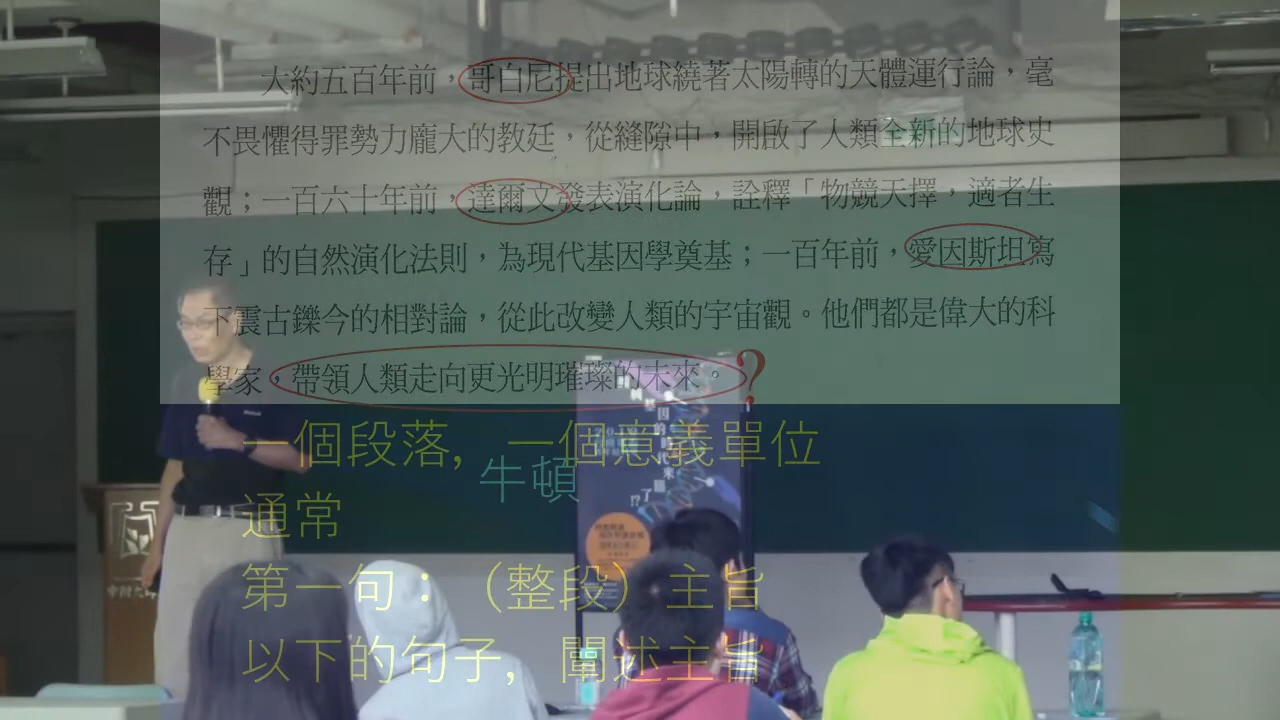 大約五百年前，哥白尼提出地球繞著太陽轉的天體運行論，毫
不畏懼得罪勢力龐大的教廷，從縫隙中，開啟了人類全新的地球史
觀；一百六十年前，達爾文發表演化論，詮釋「物競天擇，適者生
存」的自然演化法則，為現代基因學奠基；一百年前，愛因斯坦寫
下震古鑠今的相對論，從此改變人類的宇宙觀。他們都是偉大的科
學家，帶領人類走向更光明璀璨的未來。?
一個段落，一個意義單位
牛頓
通常
第一句：（整段）主旨
以下的句子，闡述主旨
基因的時代來臨了!?